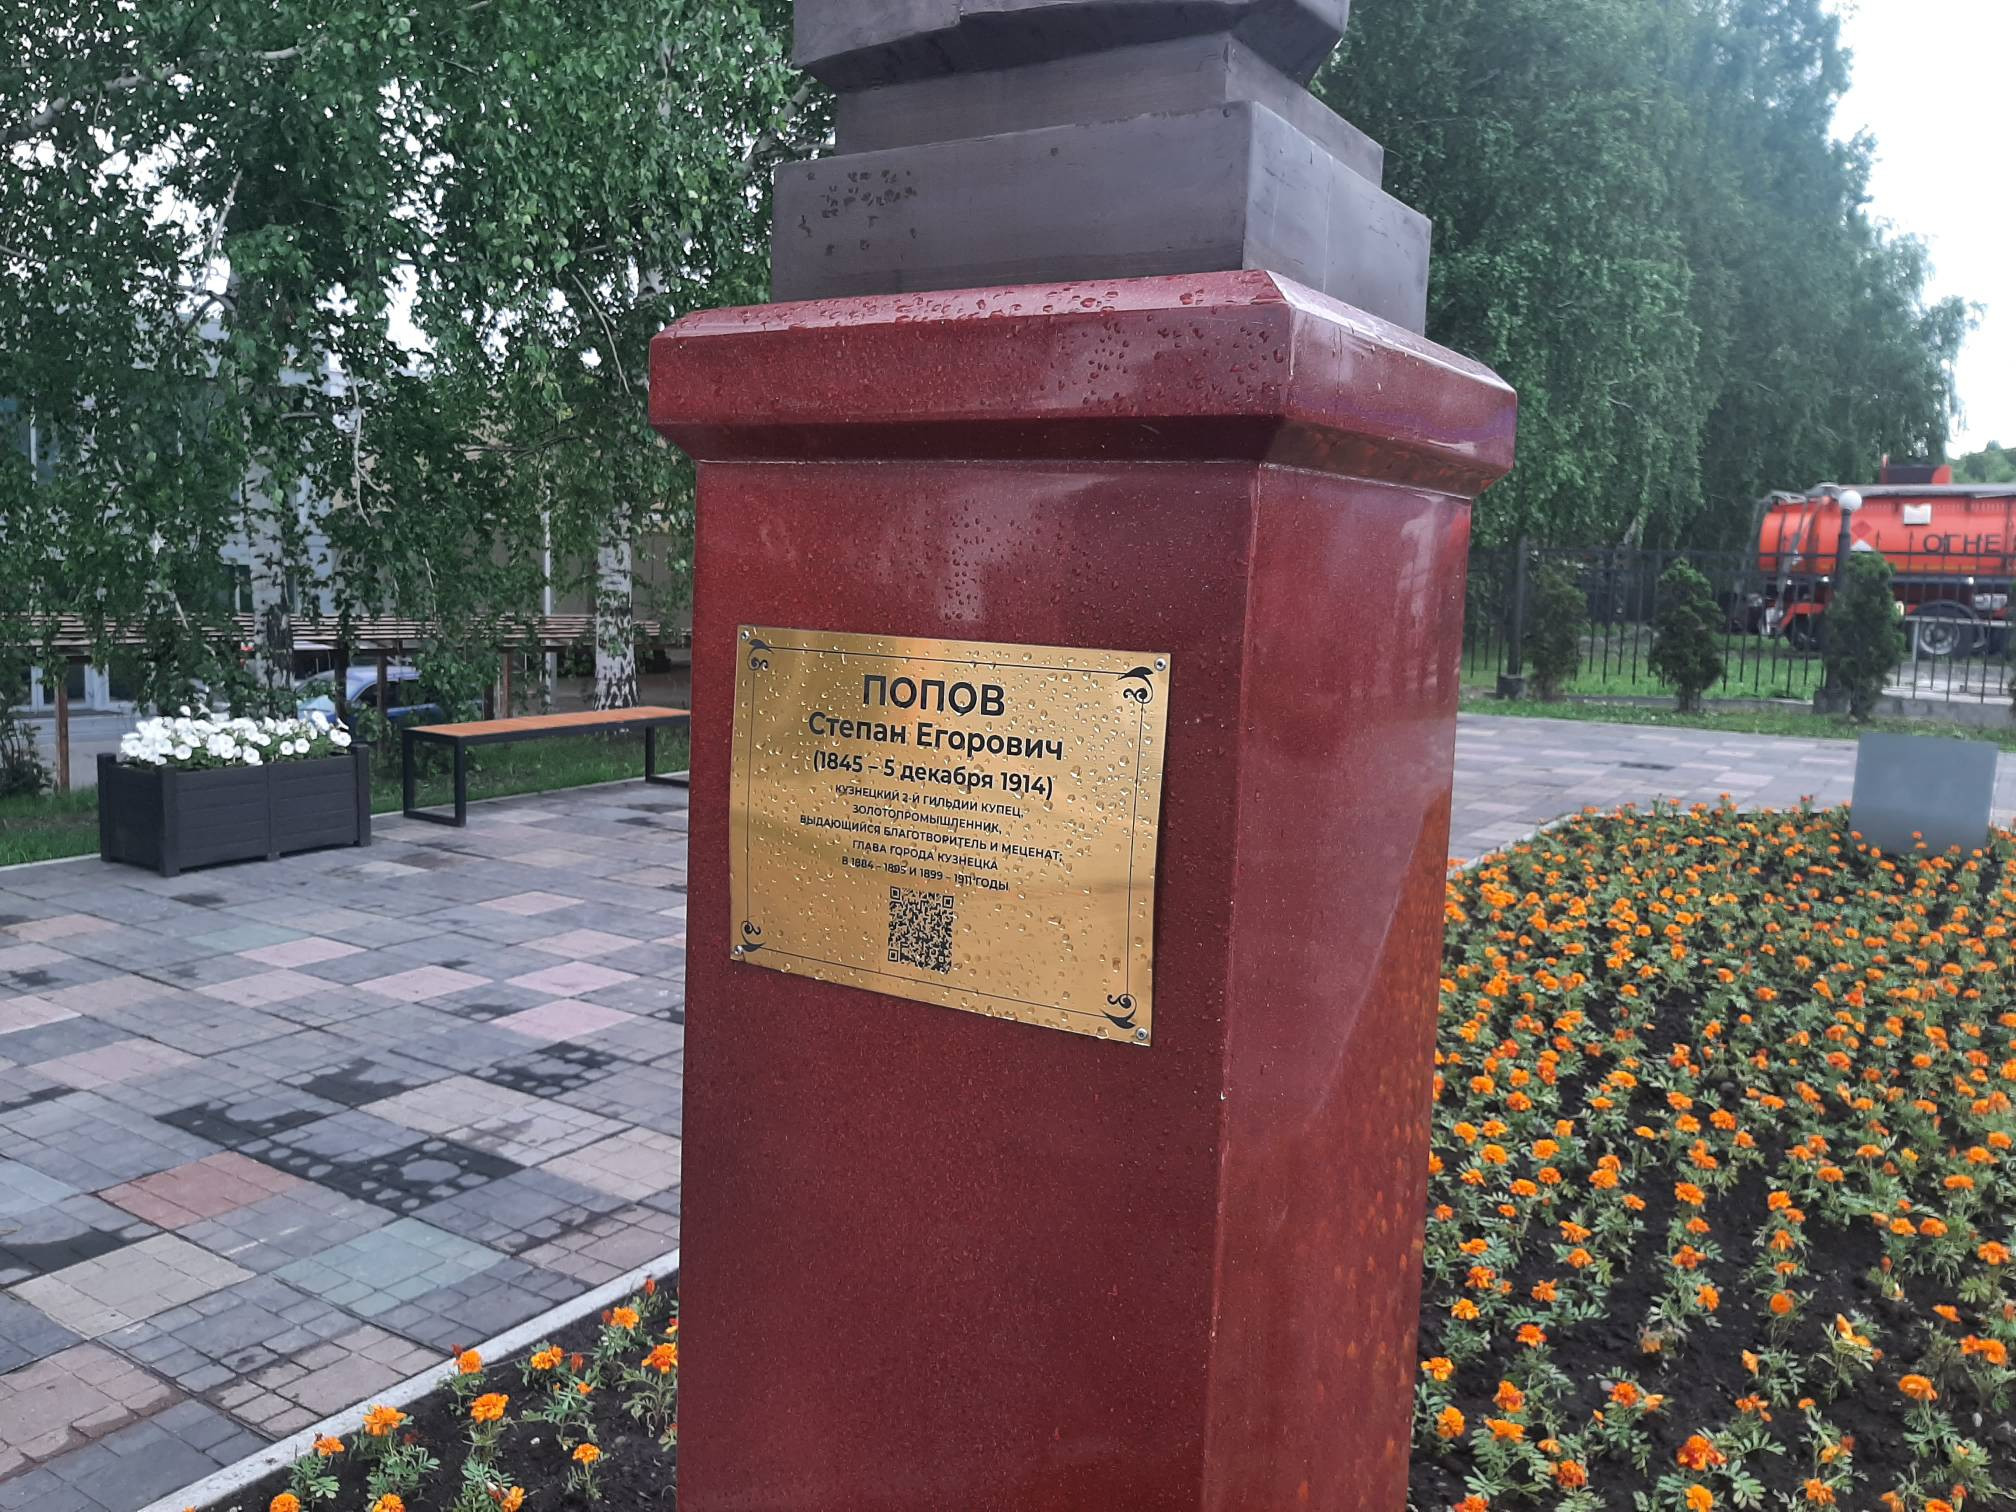 ПОПОВ
Степан Егорович
(1845 – 5 декабря 1914)
КУЗНЕЦКИЙ 2-Й ГИЛЬДИИ КУПЕЦ,
ЗОЛОТОПРОМЫШЛЕННИК,
ВЫДАЮЩИЙСЯ БЛАГОТВОРИТЕЛЬ И МЕЦЕНАТ;
ГЛАВА ГОРОДА КУЗНЕЦКА
В 1884 – 1895 И 1899 – 1911 ГОДЫ
ОГНЕ